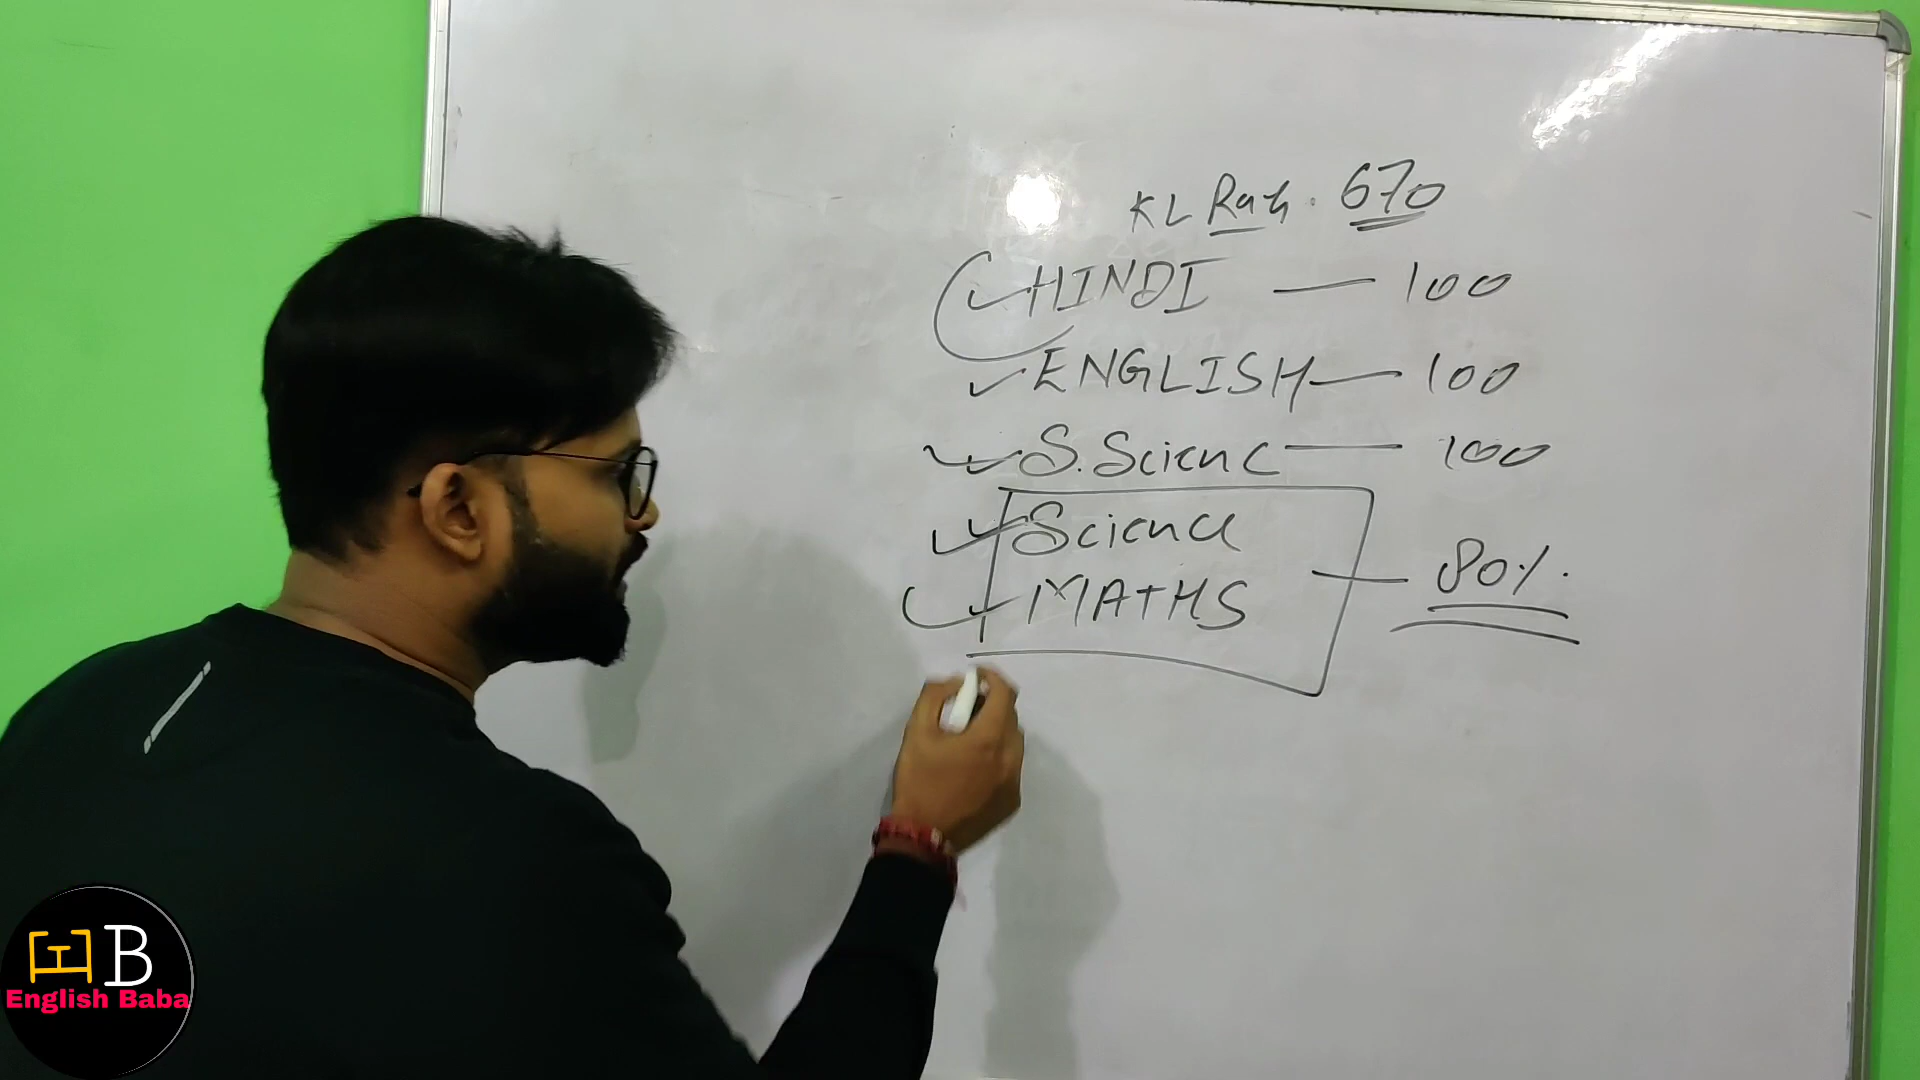 KL Rah. 670
HINDI — 100
ENGLISH — 100
S. Scienc — 100
Science
MATHS
80%.
B
English Baba